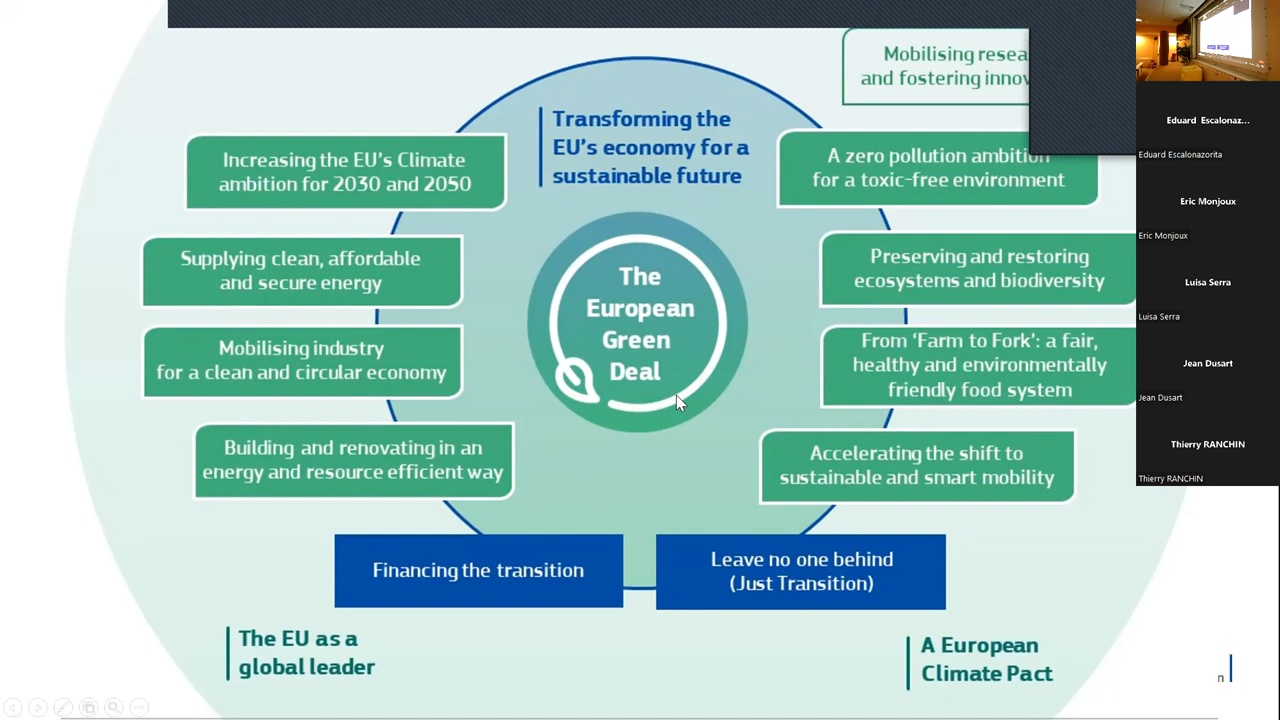 Mobilising
and fostering
Transforming the
EU's economy for a
sustainable future
Increasing the EU's Climate
ambition for 2030 and 2050
Supplying clean, affordable
and secure energy
Mobilising industry
for a clean and circular economy
Building and renovating in an
energy and resource efficient way
The
European
Green
Deal
A zero pollution ambition
for a toxic-free environment
Preserving and restoring
ecosystems and biodiversity
From ‘Farm to Fork’: a fair,
healthy and environmentally
friendly food system
Accelerating the shift to
sustainable and smart mobility
Financing the transition
Leave no one behind
(Just Transition)
The EU as a
global leader
A European
Climate Pact
n
Eduard Escalonaz...
Eduard Escalonazorita
Eric Monjoux
Eric Monjoux
Luisa Serra
Luisa Serra
Jean Dusart
Jean Dusart
Thierry RANCHIN
Thierry RANCHIN